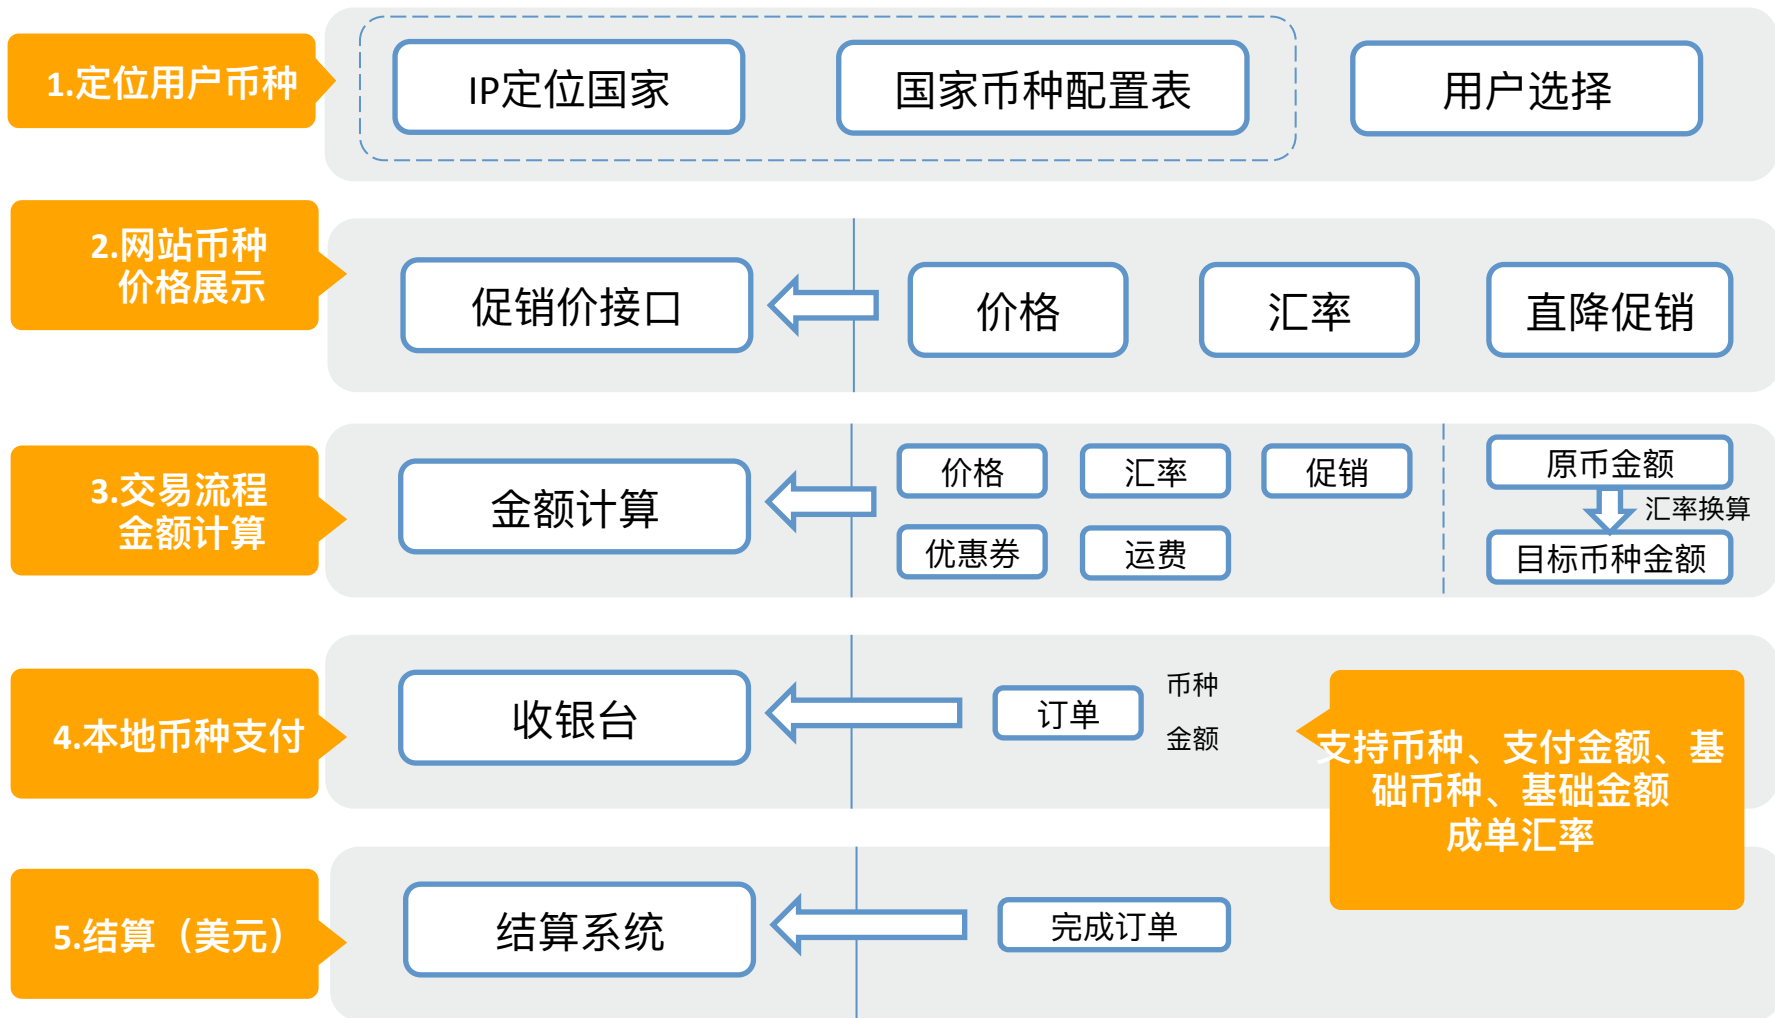 1.定位用户币种
IP定位国家
国家币种配置表
用户选择
2.网站币种
价格展示
促销价接口
价格
汇率
直降促销
3.交易流程
金额计算
金额计算
价格
汇率
促销
优惠券
运费
原币金额
汇率换算
目标币种金额
4.本地币种支付
收银台
订单
币种
金额
支持币种、支付金额、基
础币种、基础金额
成单汇率
5.结算（美元）
结算系统
完成订单